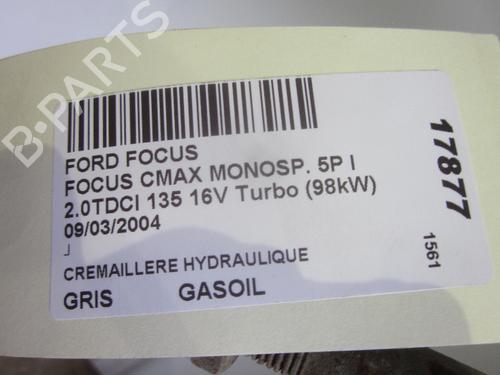 B-PARTS
FORD FOCUS
FOCUS CMAX MONOSP. 5P I
2.0TDCI 135 16V Turbo (98kW)
09/03/2004
L
CREMAILLERE HYDRAULIQUE
GRIS GASOIL
17877
1561